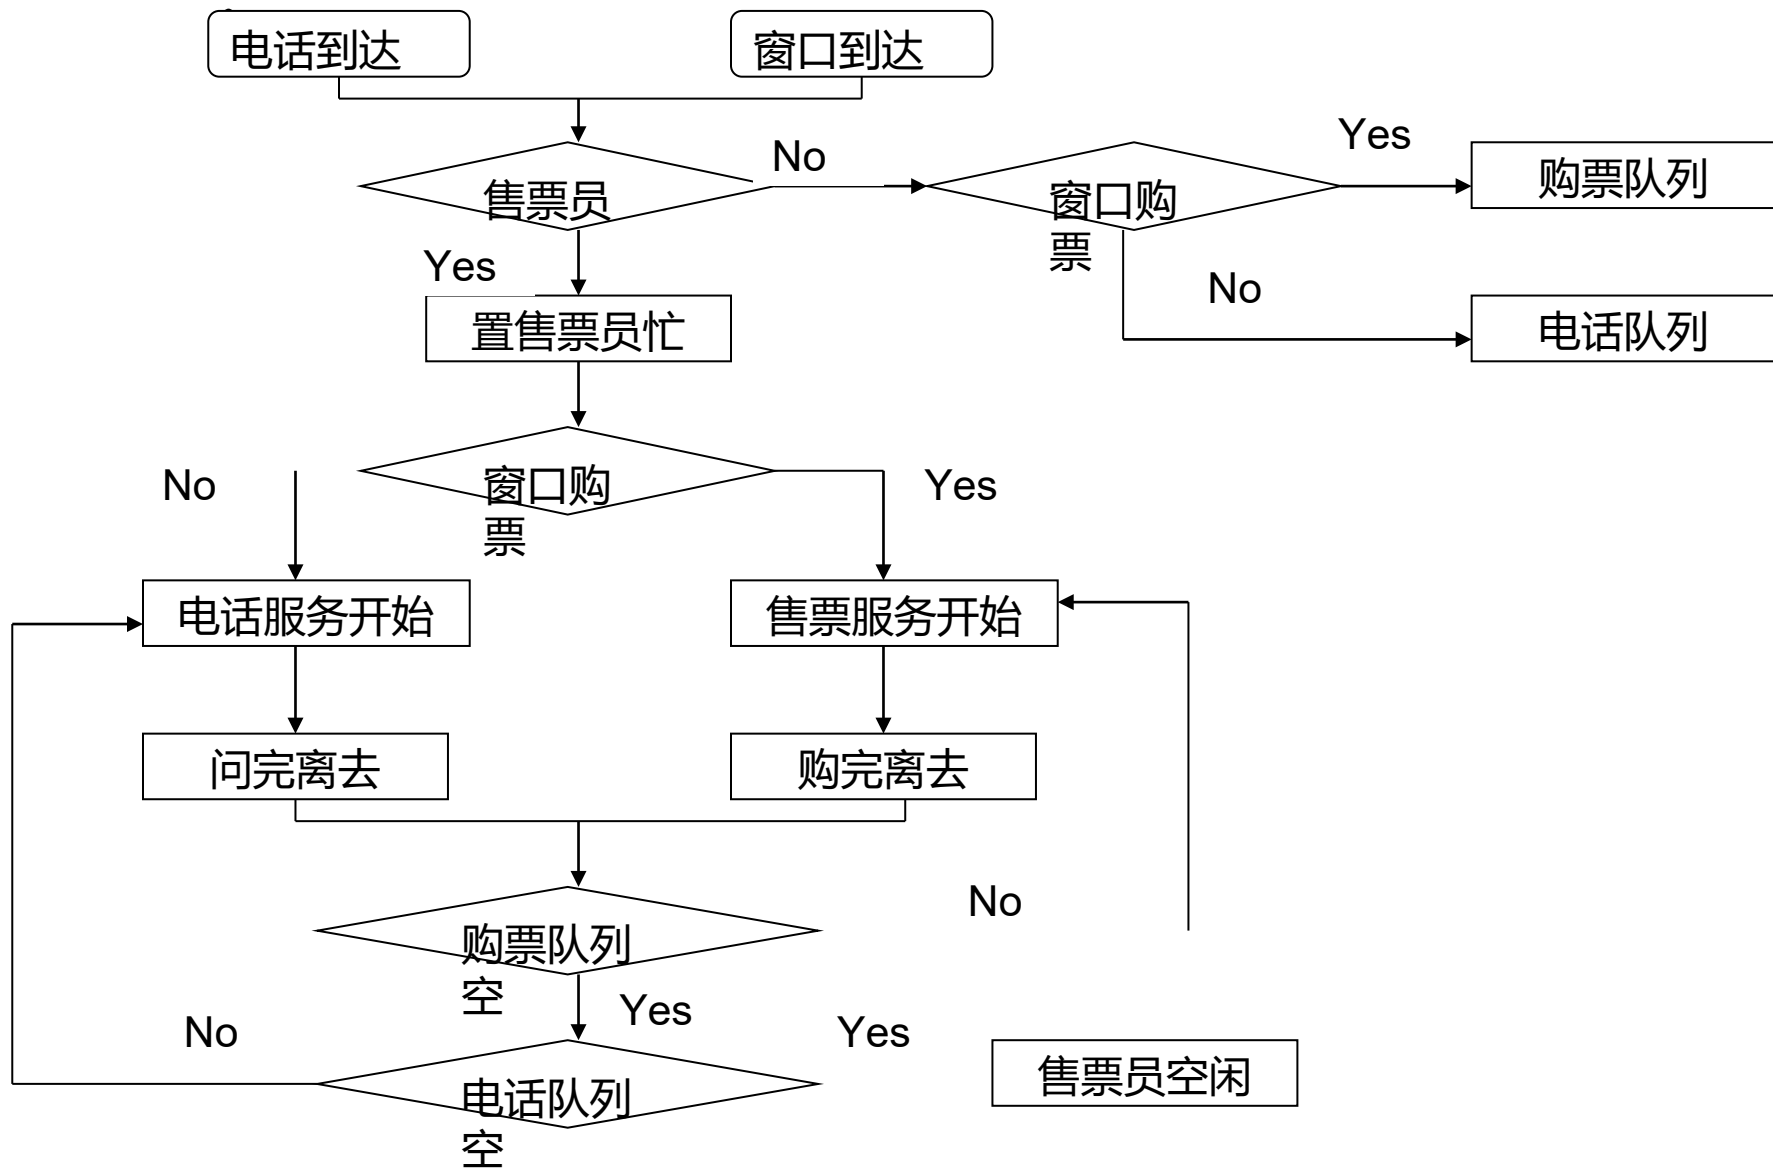 电话到达
窗口到达
No
Yes
售票员
窗口购
票
购票队列
Yes
No
置售票员忙
电话队列
No
窗口购
票
Yes
电话服务开始
售票服务开始
问完离去
购完离去
No
购票队列
空
Yes
No
Yes
电话队列
空
售票员空闲